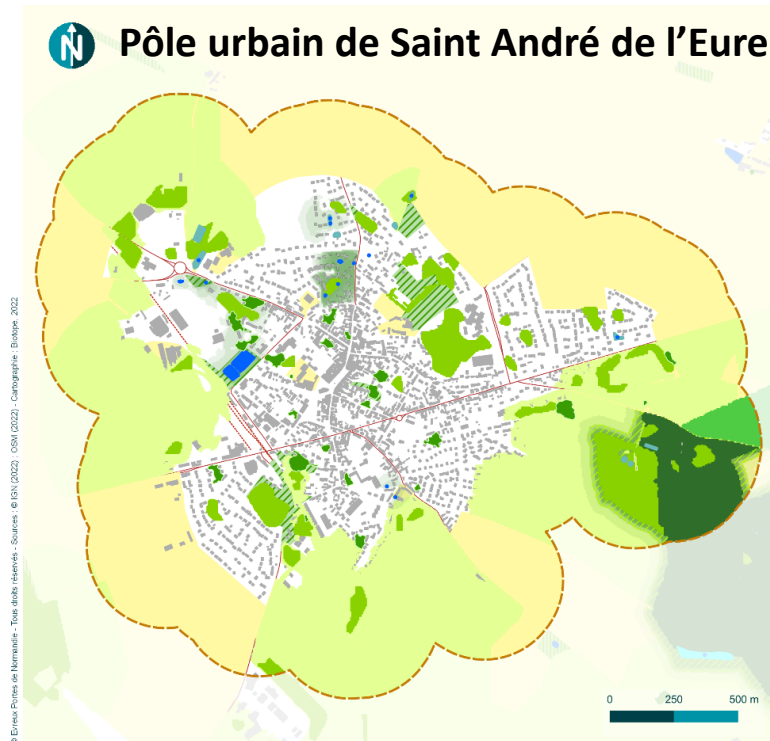 N
Pôle urbain de Saint André de l’Eure
© Evreux Portes de Normandie - Tous droits réservés - Sources : © IGN (2022) : OSM (2022) - Cartographie : Biotope, 2022
0 250 500 m